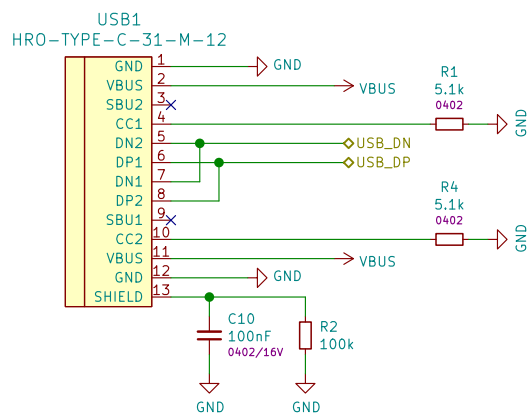 USB1
HRO-TYPE-C-31-M-12
GND 1 GND
VBUS 2 VBUS
SBU2 3
CC1 4
R1
5.1k
0402
GND
DN2 5 USB_DN
DP1 6 USB_DP
DN1 7
DP2 8
SBU1 9
CC2 10
R4
5.1k
0402
GND
VBUS 11 VBUS
GND 12 GND
SHIELD 13
C10
100nF
0402/16V
R2
100k
GND
GND